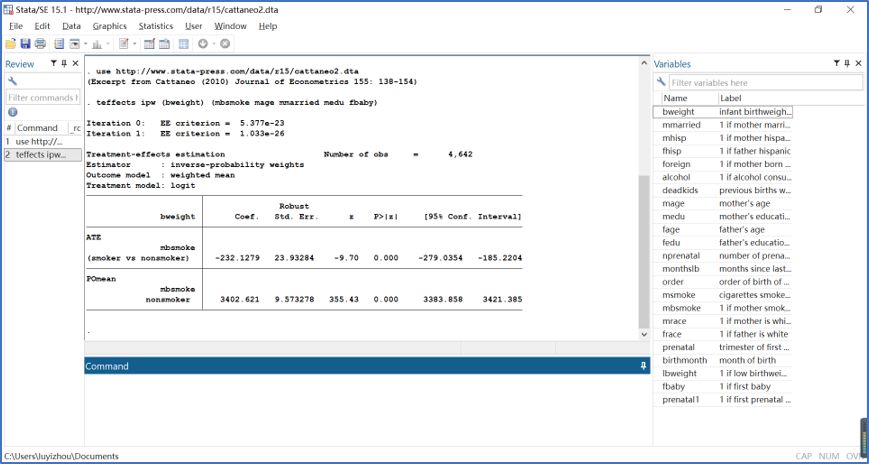 Stata/SE 15.1 - http://www.stata-press.com/data/r15/cattaneo2.dta
File Edit Data Graphics Statistics User Window Help
Review
Filter commands h
# Command _rc
1 use http://...
2 teffects ipw...
. use http://www.stata-press.com/data/r15/cattaneo2.dta
(Excerpt from Cattaneo (2010) Journal of Econometrics 155: 138-154)
. teffects ipw (bweight) (mbsmoke mage mmarried medu fbaby)
Iteration 0: EE criterion = 5.377e-23
Iteration 1: EE criterion = 1.033e-26
Treatment-effects estimation Number of obs = 4,642
Estimator : inverse-probability weights
Outcome model : weighted mean
Treatment model: logit
Robust
bweight Coef. Std. Err. z P>|z| [95% Conf. Interval]
ATE
mbsmoke
(smoker vs nonsmoker) -232.1279 23.93284 -9.70 0.000 -279.0354 -185.2204
POmean
mbsmoke
nonsmoker 3402.621 9.573278 355.43 0.000 3383.858 3421.385
.
Command
Variables
Filter variables here
Name Label
bweight infant birthweigh...
mmarried 1 if mother marri...
mhisp 1 if mother hispa...
fhisp 1 if father hispanic
foreign 1 if mother born ...
alcohol 1 if alcohol consu...
deadkids previous births w...
mage mother's age
medu mother's educati...
fage father's age
fedu father's educatio...
nprenatal number of prena...
monthslb months since last...
order order of birth of ...
msmoke cigarettes smoke...
mbsmoke 1 if mother smok...
mrace 1 if mother is whi...
frace 1 if father is white
prenatal trimester of first ...
birthmonth month of birth
lbweight 1 if low birthwei...
fbaby 1 if first baby
prenatal1 1 if first prenatal ...
C:\Users\luyizhou\Documents
CAP NUM OVR